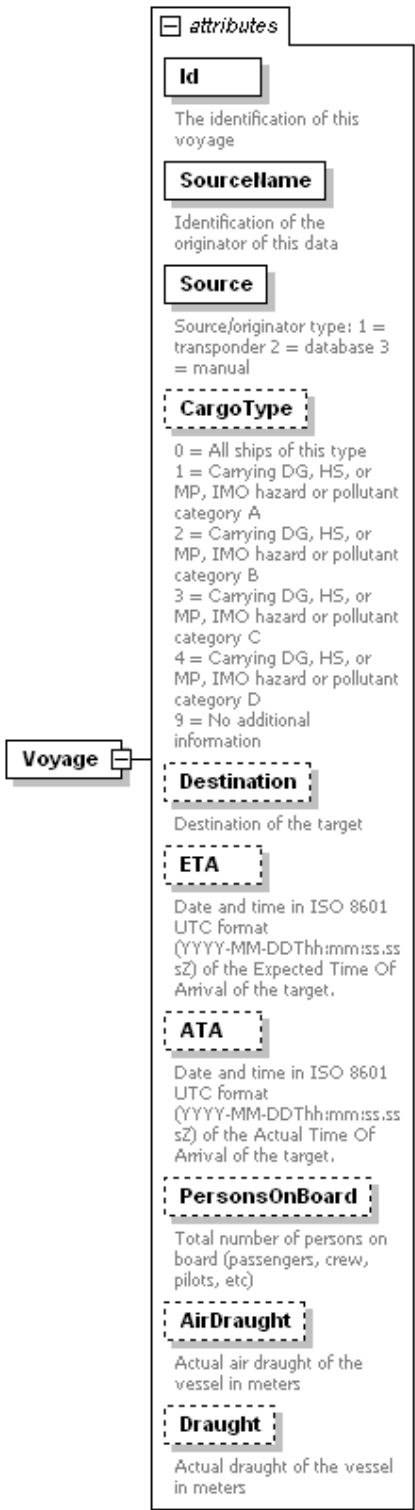 attributes
Id
The identification of this
voyage
SourceName
Identification of the
originator of this data
Source
Source/originator type: 1 =
transponder 2 = database 3
= manual
CargoType
0 = All ships of this type
1 = Carrying DG, HS, or
MP, IMO hazard or pollutant
category A
2 = Carrying DG, HS, or
MP, IMO hazard or pollutant
category B
3 = Carrying DG, HS, or
MP, IMO hazard or pollutant
category C
4 = Carrying DG, HS, or
MP, IMO hazard or pollutant
category D
9 = No additional
information
Voyage
Destination
Destination of the target
ETA
Date and time in ISO 8601
UTC format
(YYYY-MM-DDThh:mm:ss.ss
sZ) of the Expected Time Of
Arrival of the target.
ATA
Date and time in ISO 8601
UTC format
(YYYY-MM-DDThh:mm:ss.ss
sZ) of the Actual Time Of
Arrival of the target.
PersonsOnBoard
Total number of persons on
board (passengers, crew,
pilots, etc)
AirDraught
Actual air draught of the
vessel in meters
Draught
Actual draught of the vessel
in meters